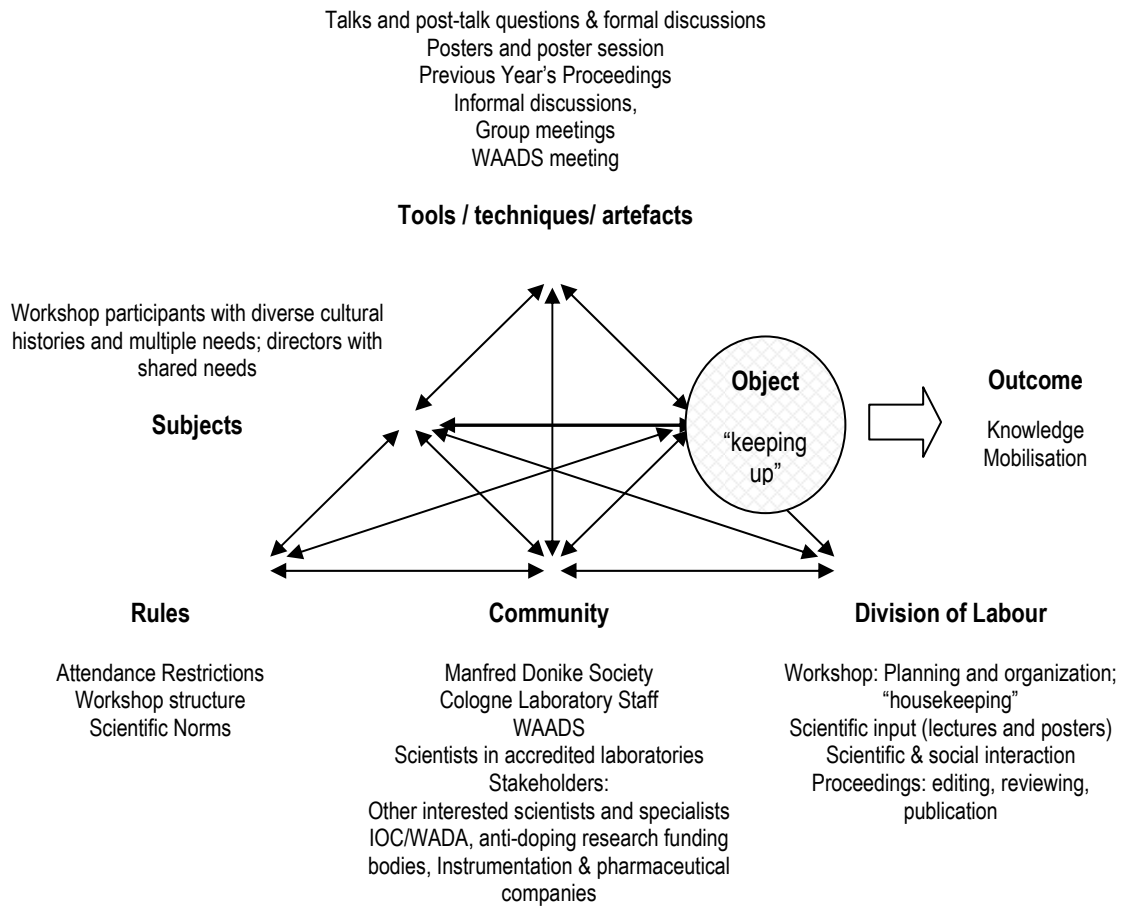 Talks and post-talk questions & formal discussions
Posters and poster session
Previous Year's Proceedings
Informal discussions,
Group meetings
WAADS meeting
Tools / techniques/ artefacts
Workshop participants with diverse cultural
histories and multiple needs; directors with
shared needs
Subjects
Object
“keeping
up”
Outcome
Knowledge
Mobilisation
Rules
Attendance Restrictions
Workshop structure
Scientific Norms
Community
Manfred Donike Society
Cologne Laboratory Staff
WAADS
Scientists in accredited laboratories
Stakeholders:
Other interested scientists and specialists
IOC/WADA, anti-doping research funding
bodies, Instrumentation & pharmaceutical
companies
Division of Labour
Workshop: Planning and organization;
“housekeeping”
Scientific input (lectures and posters)
Scientific & social interaction
Proceedings: editing, reviewing,
publication